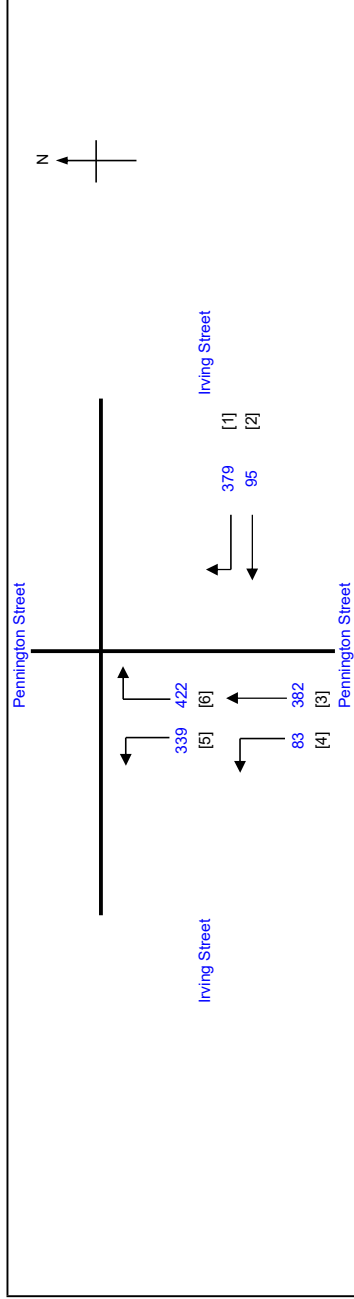 N
Pennington Street
Irving Street
379 [1]
95 [2]
339 422
[5] [6]
83 382
[4] [3]
Irving Street
Pennington Street